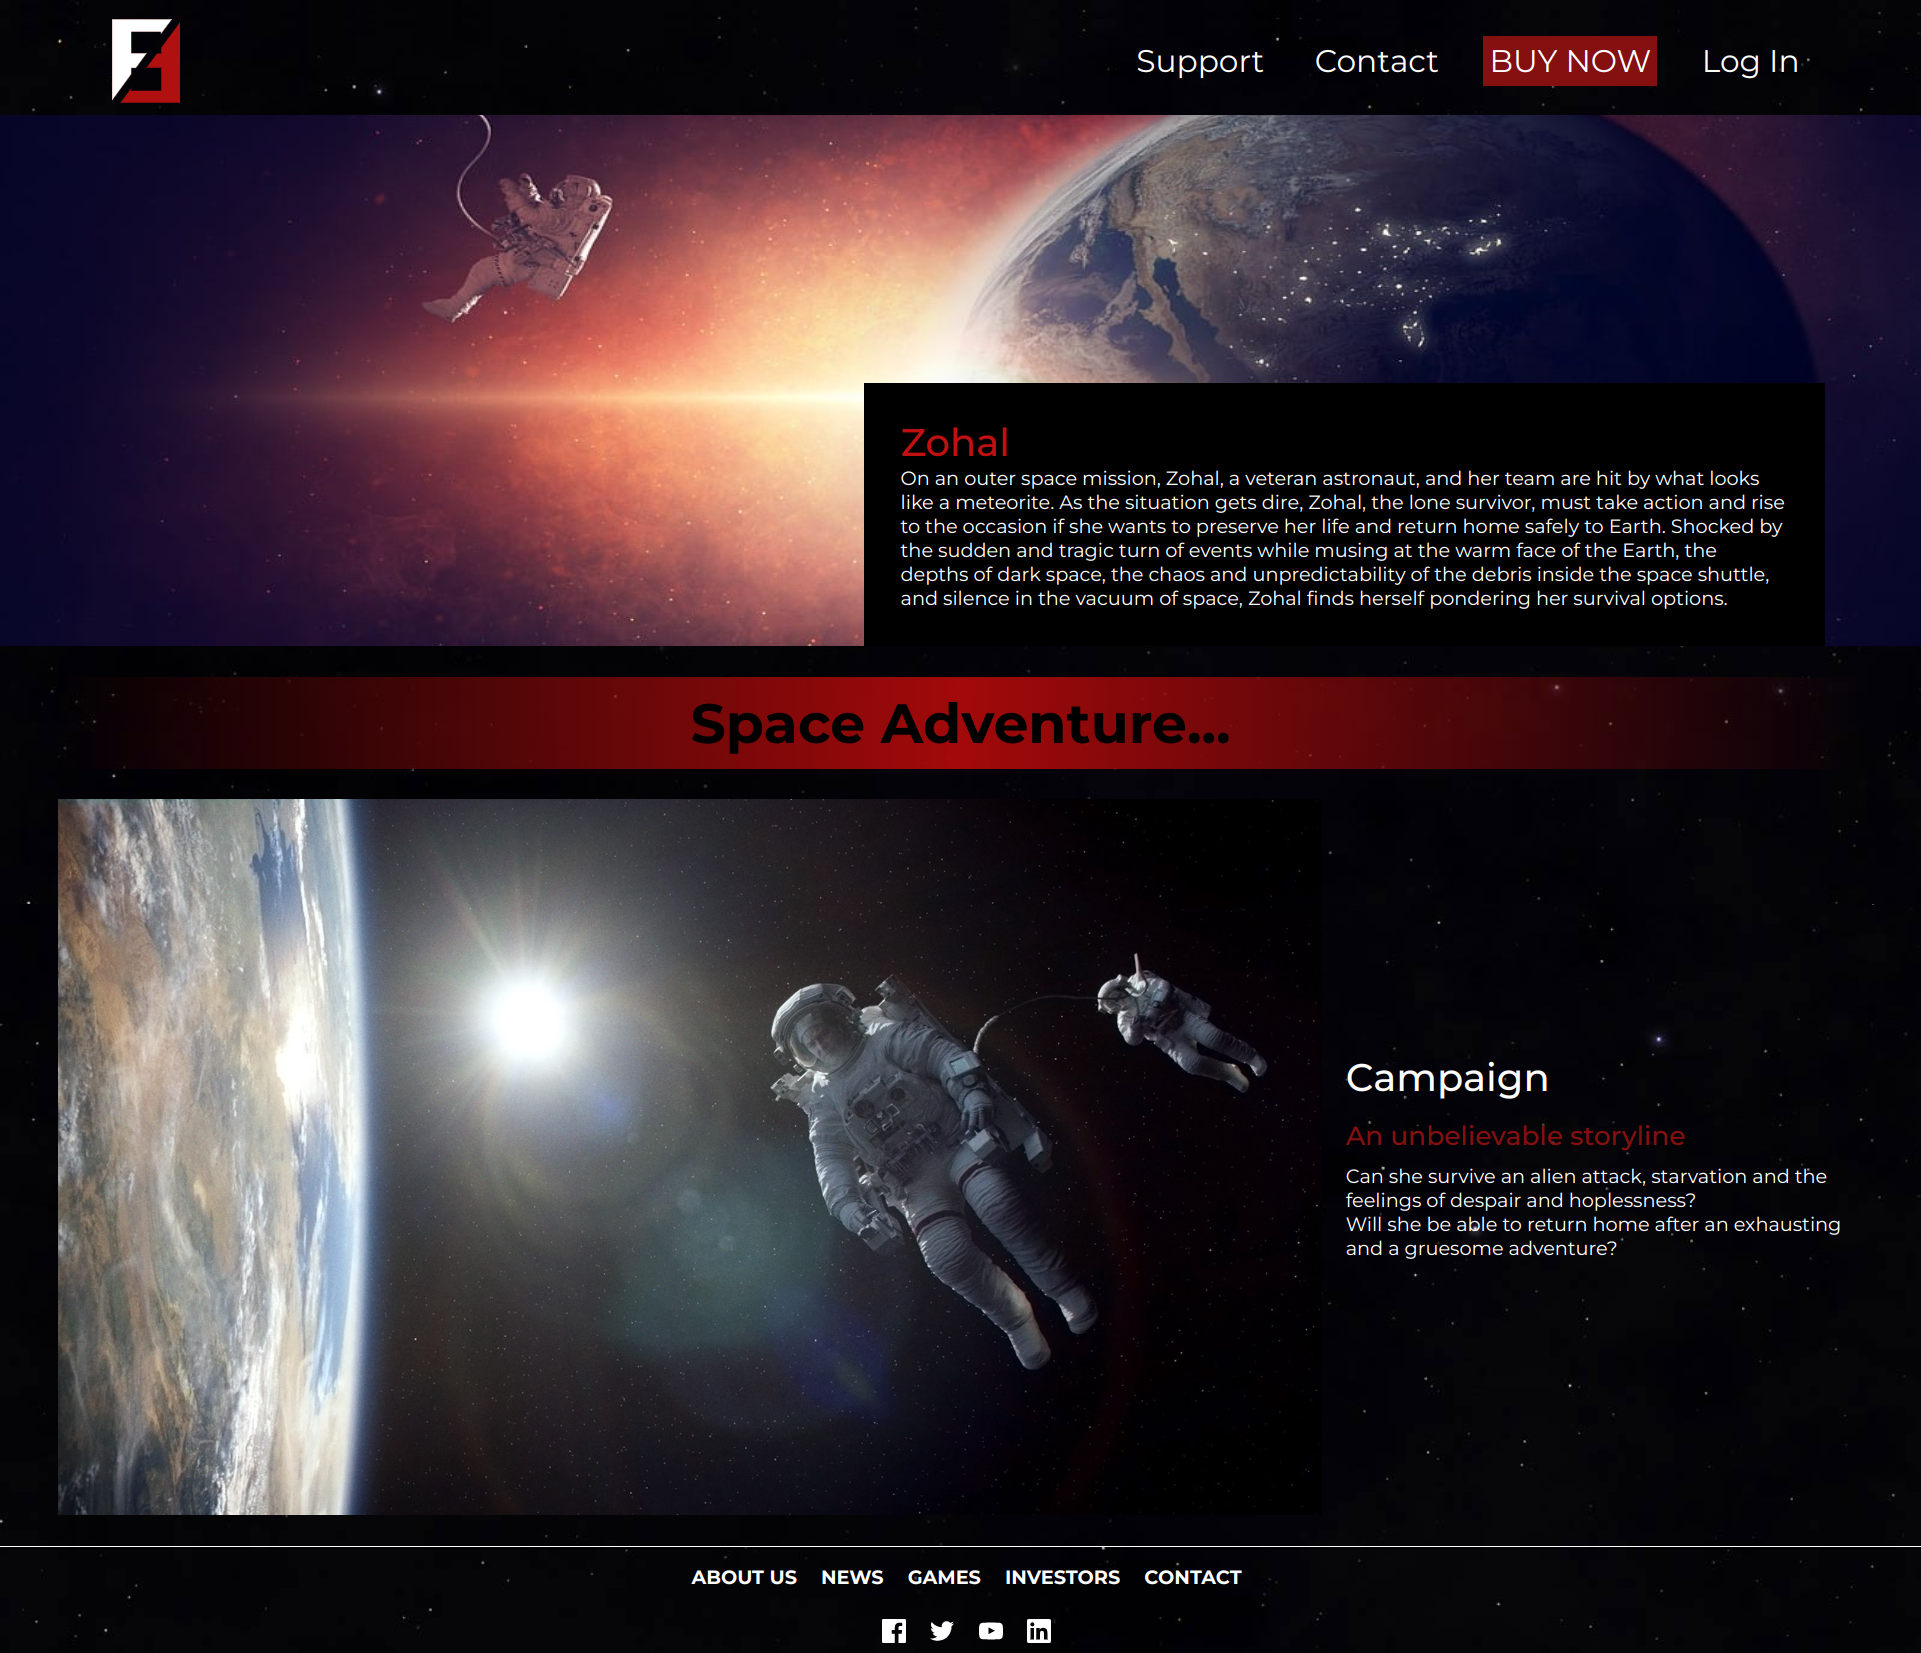 Support Contact BUY NOW Log In
Zohal
On an outer space mission, Zohal, a veteran astronaut, and her team are hit by what looks
like a meteorite. As the situation gets dire, Zohal, the lone survivor, must take action and rise
to the occasion if she wants to preserve her life and return home safely to Earth. Shocked by
the sudden and tragic turn of events while musing at the warm face of the Earth, the
depths of dark space, the chaos and unpredictability of the debris inside the space shuttle,
and silence in the vacuum of space, Zohal finds herself pondering her survival options.
Space Adventure...
Campaign
An unbelievable storyline
Can she survive an alien attack, starvation and the
feelings of despair and hoplessness?
Will she be able to return home after an exhausting
and a gruesome adventure?
ABOUT US NEWS GAMES INVESTORS CONTACT